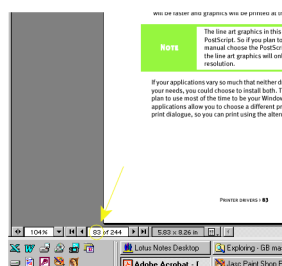 will be faster and graphics will be printed at th
NOTE
The line art graphics in this
PostScript. So if you plan to
manual choose the PostScri
the line art graphics will onl
resolution.
If your applications vary so much that neither d
your needs, you could choose to install both. T
plan to use most of the time to be your Window
applications allow you to choose a different pr
print dialogue, so you can print using the altern
PRINTER DRIVERS 83
104% 83 of 244 5.83 x 8.26 in
Lotus Notes Desktop Exploring - GB ma
Adobe Acrobat - [ Jasc Paint Shop P